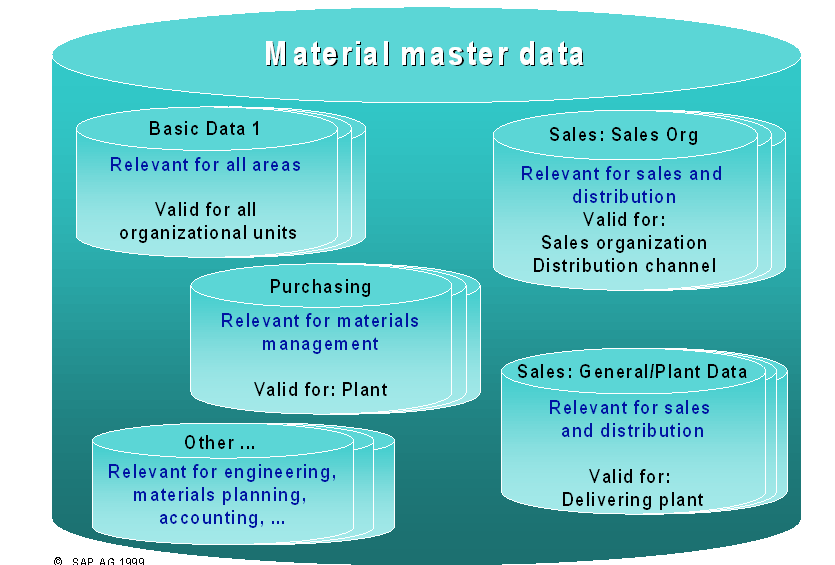 Material master data
Basic Data 1
Relevant for all areas
Valid for all
organizational units
Sales: Sales Org
Relevant for sales and
distribution
Valid for:
Sales organization
Distribution channel
Purchasing
Relevant for materials
management
Valid for: Plant
Sales: General/Plant Data
Relevant for sales
and distribution
Valid for:
Delivering plant
Other ...
Relevant for engineering,
materials planning,
accounting, ...
© SAP AG 1999